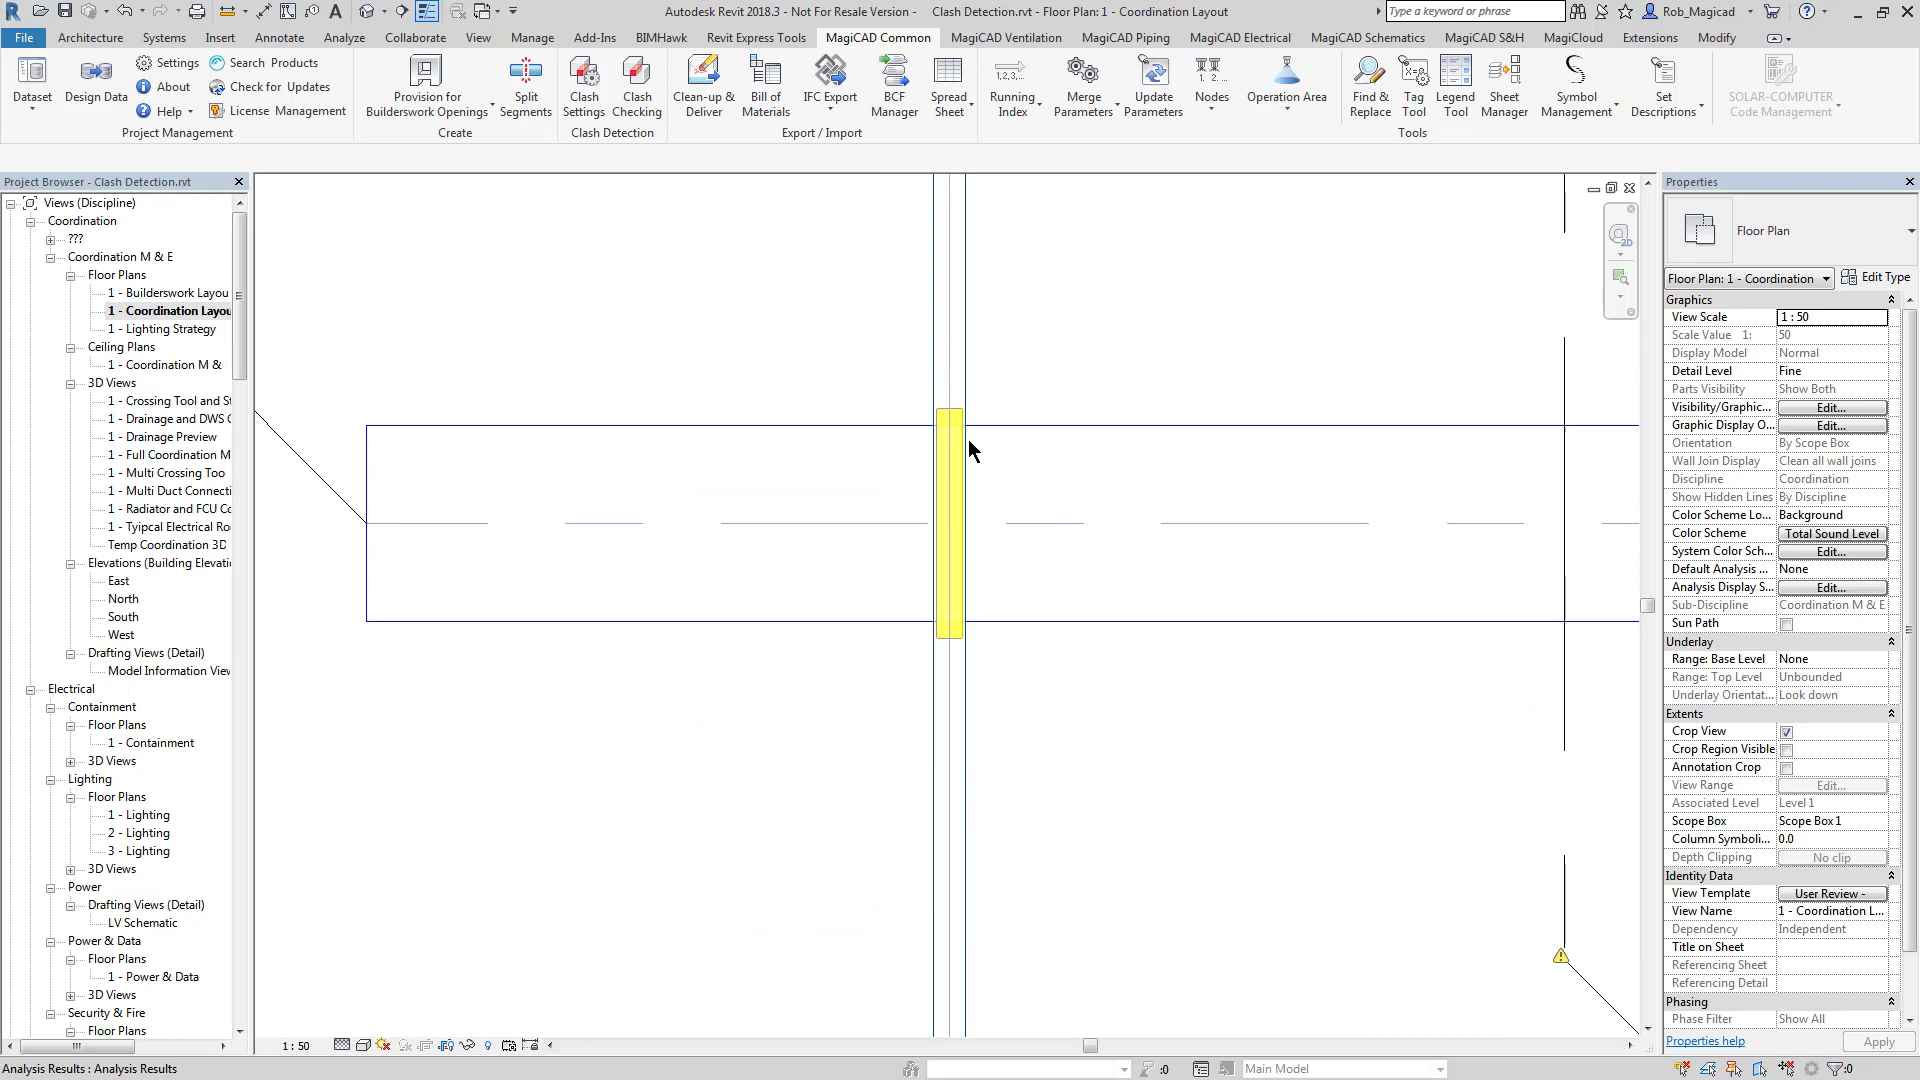 Autodesk Revit 2018.3 - Not For Resale Version -    Clash Detection.rvt - Floor Plan: 1 - Coordination Layout
Type a keyword or phrase
Rob_Magicad
File Architecture Systems Insert Annotate Analyze Collaborate View Manage Add-Ins BIMHawk Revit Express Tools MagiCAD Common MagiCAD Ventilation MagiCAD Piping MagiCAD Electrical MagiCAD Schematics MagiCAD S&H MagiCloud Extensions Modify
Dataset
Design Data
Settings
About
Help
Search Products
Check for Updates
License Management
Project Management
Provision for
Builderswork Openings
Split
Segments
Create
Clash
Settings
Clash
Checking
Clash Detection
Clean-up &
Deliver
Bill of
Materials
IFC Export
BCF
Manager
Spread
Sheet
Export / Import
1,2,3,..
Running
Index
Merge
Parameters
Update
Parameters
1. 2. ..
Nodes
Operation Area
Find &
Replace
Tag
Tool
Legend
Tool
Sheet
Manager
Symbol
Management
Set
Descriptions
Tools
SOLAR-COMPUTER
Code Management
Project Browser - Clash Detection.rvt
Views (Discipline)
Coordination
???
Coordination M & E
Floor Plans
1 - Builderswork Layou
1 - Coordination Layou
1 - Lighting Strategy
Ceiling Plans
1 - Coordination M &
3D Views
1 - Crossing Tool and St
1 - Drainage and DWS C
1 - Drainage Preview
1 - Full Coordination M
1 - Multi Crossing Too
1 - Multi Duct Connecti
1 - Radiator and FCU Co
1 - Tyipcal Electrical Ro
Temp Coordination 3D
Elevations (Building Elevatio
East
North
South
West
Drafting Views (Detail)
Model Information View
Electrical
Containment
Floor Plans
1 - Containment
3D Views
Lighting
Floor Plans
1 - Lighting
2 - Lighting
3 - Lighting
3D Views
Power
Drafting Views (Detail)
LV Schematic
Power & Data
Floor Plans
1 - Power & Data
3D Views
Security & Fire
Floor Plans
2D
1 : 50
Properties
Floor Plan
Floor Plan: 1 - Coordination
Edit Type
Graphics
View Scale 1 : 50
Scale Value 1: 50
Display Model Normal
Detail Level Fine
Parts Visibility Show Both
Visibility/Graphic... Edit...
Graphic Display O... Edit...
Orientation By Scope Box
Wall Join Display Clean all wall joins
Discipline Coordination
Show Hidden Lines By Discipline
Color Scheme Lo... Background
Color Scheme Total Sound Level
System Color Sch... Edit...
Default Analysis ... None
Analysis Display S... Edit...
Sub-Discipline Coordination M & E
Sun Path
Underlay
Range: Base Level None
Range: Top Level Unbounded
Underlay Orientat... Look down
Extents
Crop View
Crop Region Visible
Annotation Crop
View Range Edit...
Associated Level Level 1
Scope Box Scope Box 1
Column Symboli... 0.0
Depth Clipping No clip
Identity Data
View Template User Review -
View Name 1 - Coordination L...
Dependency Independent
Title on Sheet
Referencing Sheet
Referencing Detail
Phasing
Phase Filter Show All
Properties help
Apply
Analysis Results : Analysis Results
:0
Main Model
:0